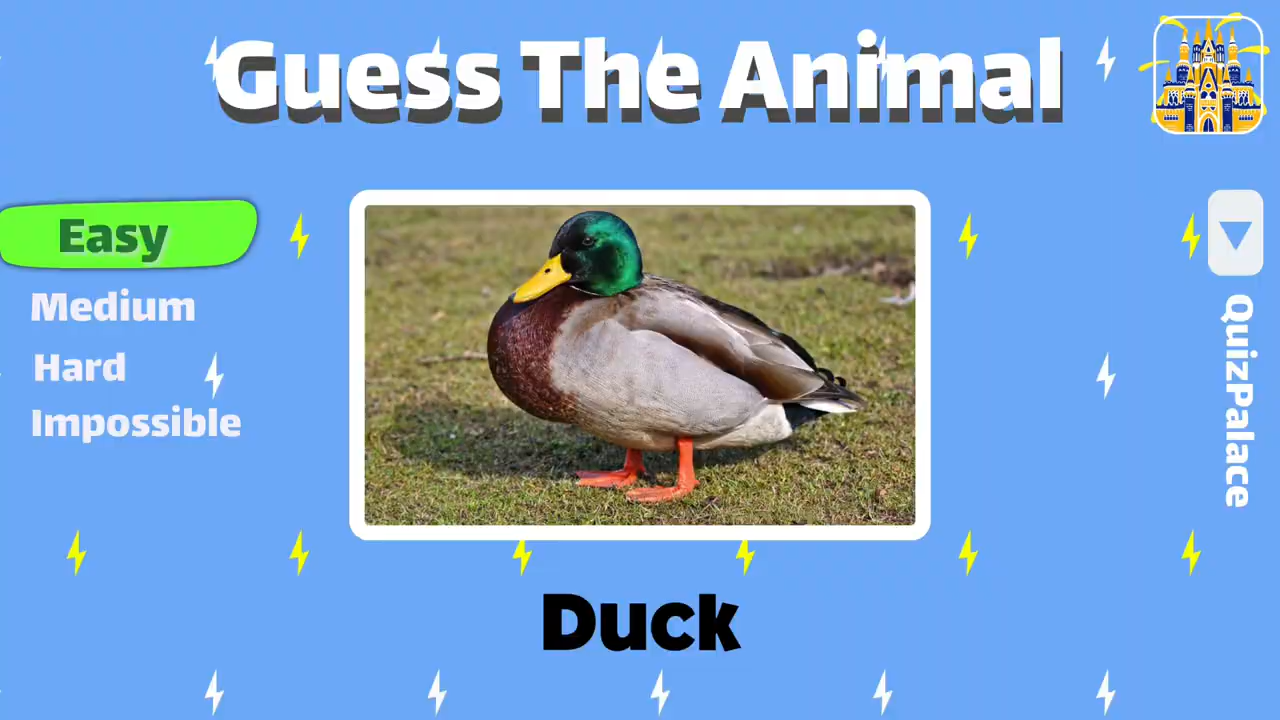 Guess The Animal
Easy
Medium
Hard
Impossible
QuizPalace
Duck